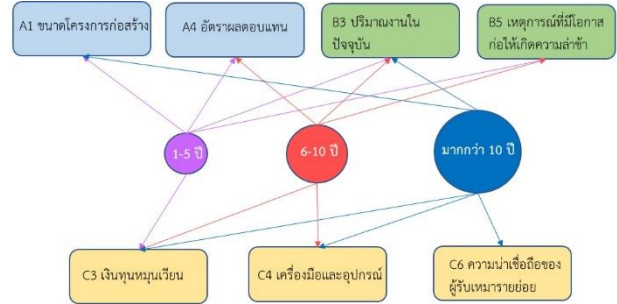 A1 ขนาดโครงการก่อสร้าง
A4 อัตราผลตอบแทน
B3 ปริมาณงานใน
ปัจจุบัน
B5 เหตุการณ์ที่มีโอกาส
ก่อให้เกิดความล่าช้า
1-5 ปี
6-10 ปี
มากกว่า 10 ปี
C3 เงินทุนหมุนเวียน
C4 เครื่องมือและอุปกรณ์
C6 ความน่าเชื่อถือของ
ผู้รับเหมารายย่อย